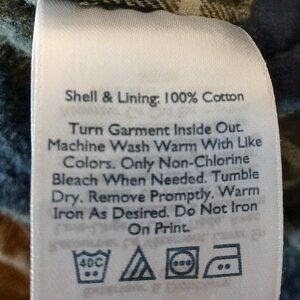 Shell & Lining: 100% Cotton
Turn Garment Inside Out.
Machine Wash Warm With Like
Colors. Only Non-Chlorine
Bleach When Needed. Tumble
Dry. Remove Promptly. Warm
Iron As Desired. Do Not Iron
On Print.
40C